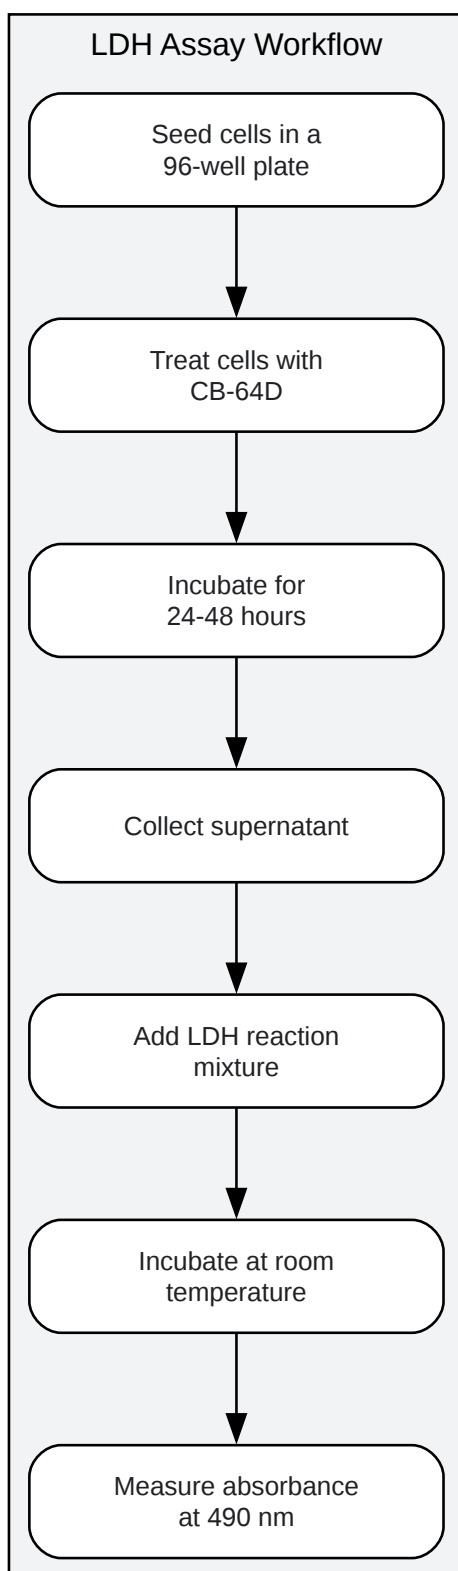 LDH Assay Workflow
Seed cells in a
96-well plate
Treat cells with
CB-64D
Incubate for
24-48 hours
Collect supernatant
Add LDH reaction
mixture
Incubate at room
temperature
Measure absorbance
at 490 nm